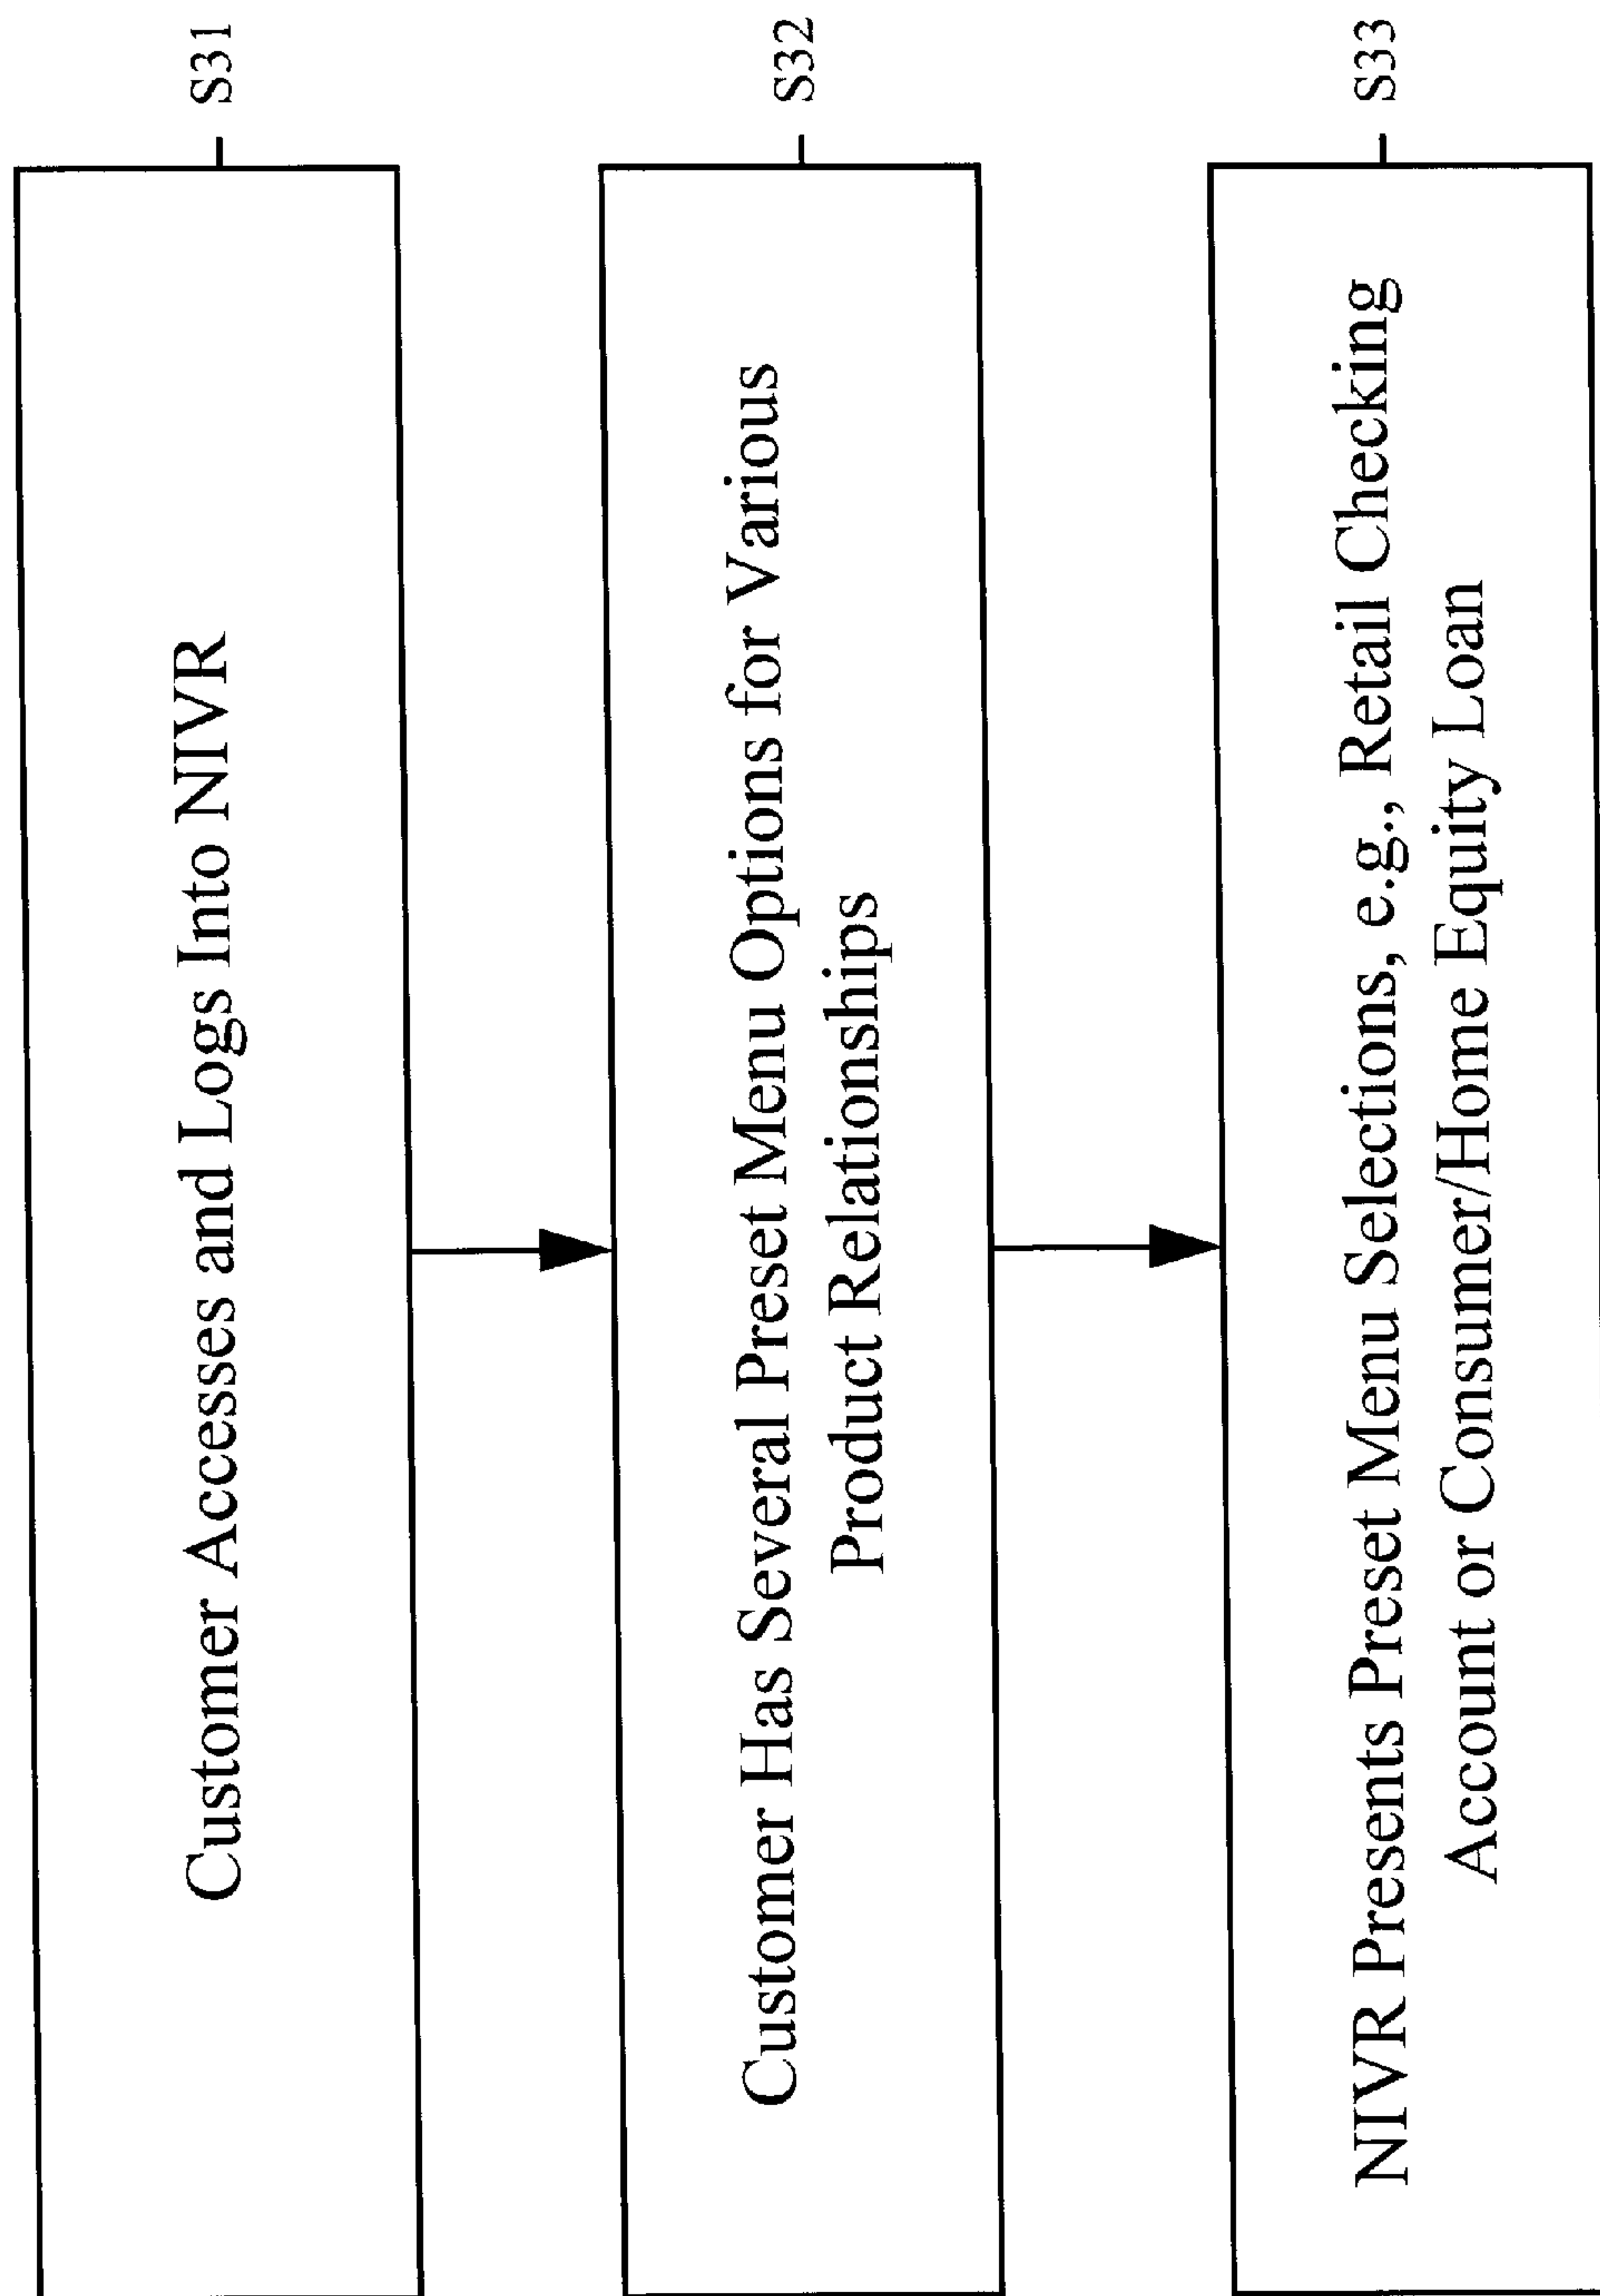 Customer Accesses and Logs Into NIVR
S31
Customer Has Several Preset Menu Options for Various
Product Relationships
S32
NIVR Presents Preset Menu Selections, e.g., Retail Checking
Account or Consumer/Home Equity Loan
S33